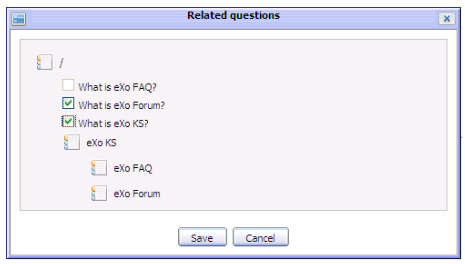 Related questions
/
What is eXo FAQ?
What is eXo Forum?
What is eXo KS?
eXo KS
eXo FAQ
eXo Forum
Save Cancel